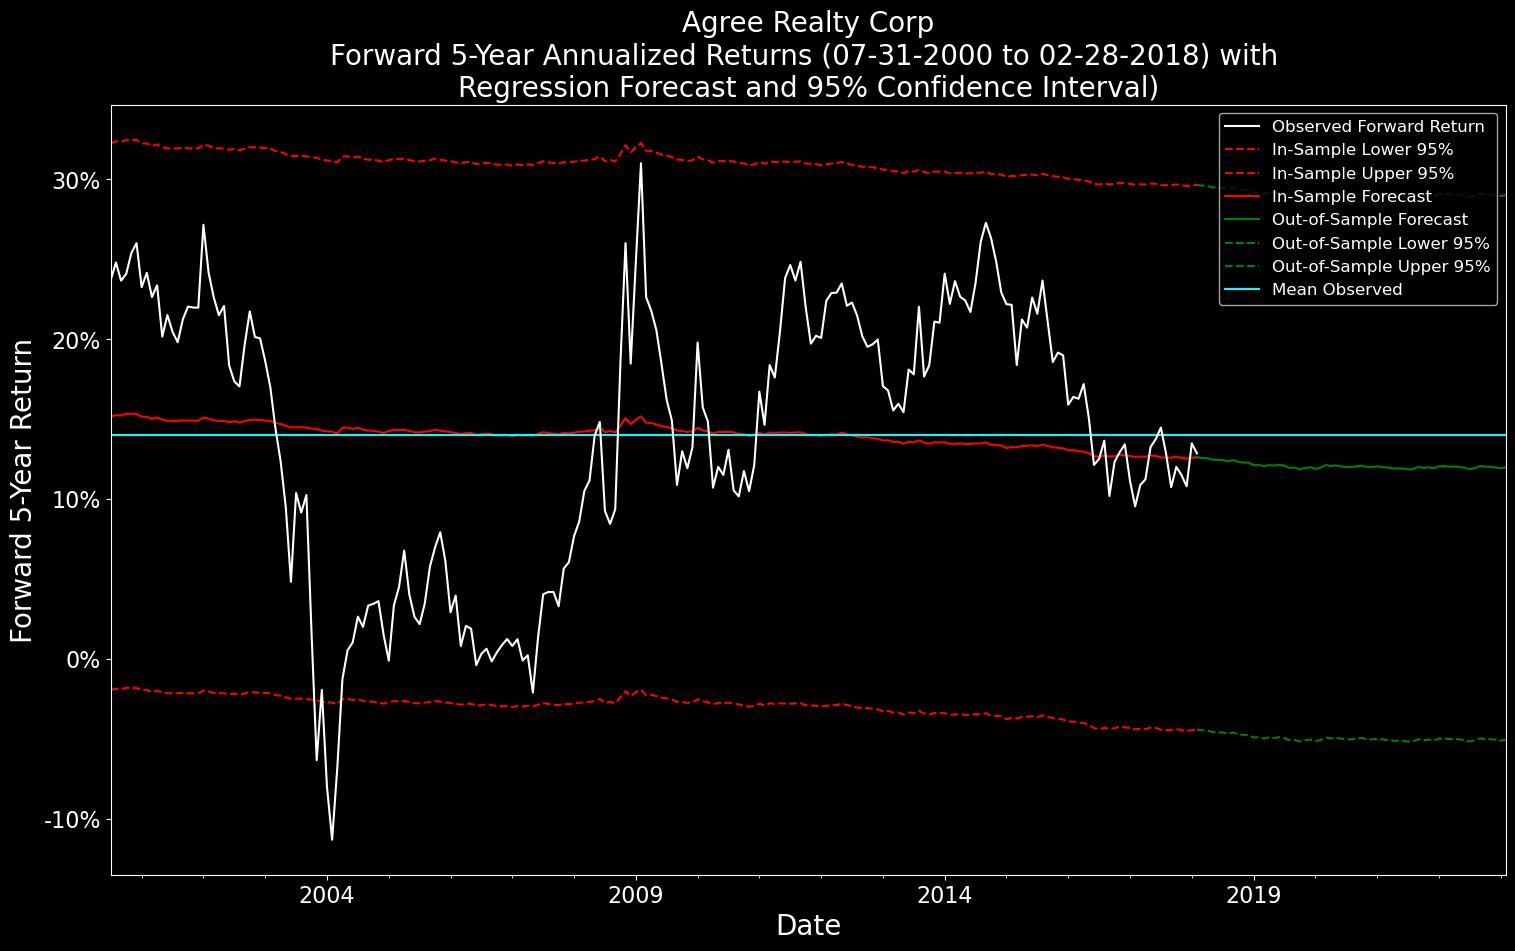 Agree Realty Corp
Forward 5-Year Annualized Returns (07-31-2000 to 02-28-2018) with
Regression Forecast and 95% Confidence Interval)
Observed Forward Return
In-Sample Lower 95%
In-Sample Upper 95%
In-Sample Forecast
Out-of-Sample Forecast
Out-of-Sample Lower 95%
Out-of-Sample Upper 95%
Mean Observed
Forward 5-Year Return
30%
20%
10%
0%
-10%
2004
2009
2014
2019
Date